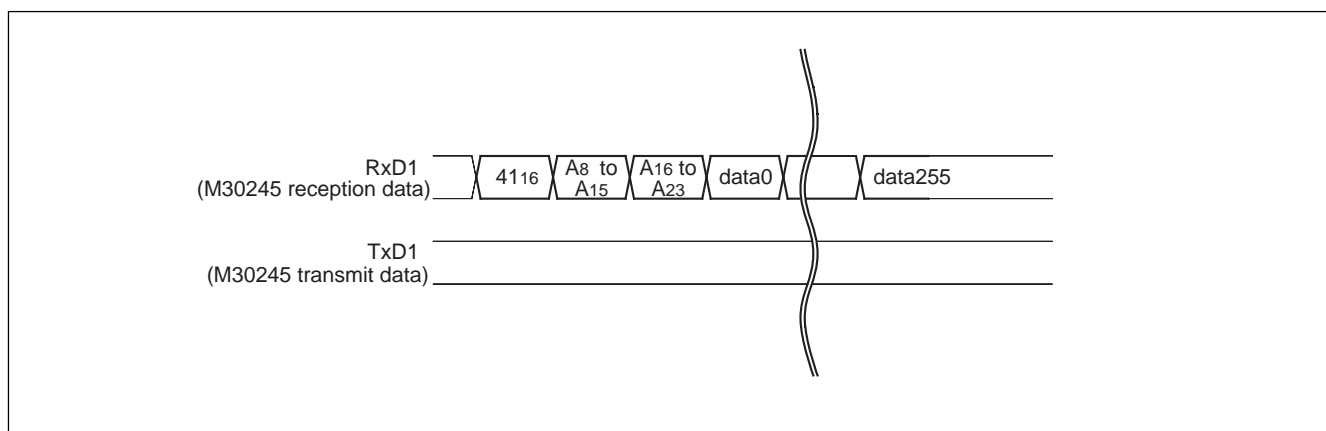 RxD1
(M30245 reception data)
4116
A8 to
A15
A16 to
A23
data0
data255
TxD1
(M30245 transmit data)